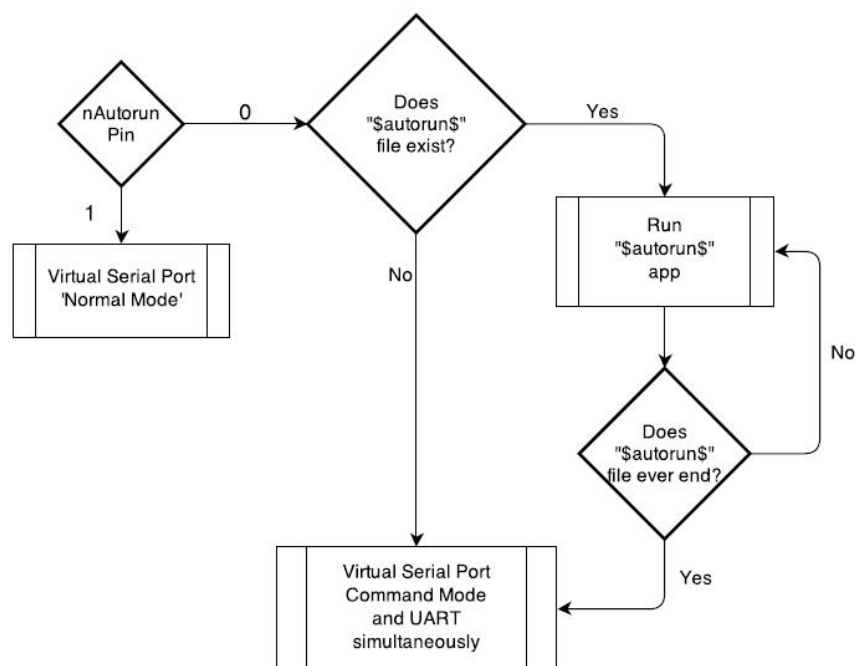 nAutorun
Pin
0
1
Virtual Serial Port
'Normal Mode'
Does
"$autorun$"
file exist?
Yes
No
Run
"$autorun$"
app
No
Does
"$autorun$"
file ever end?
Yes
Virtual Serial Port
Command Mode
and UART
simultaneously